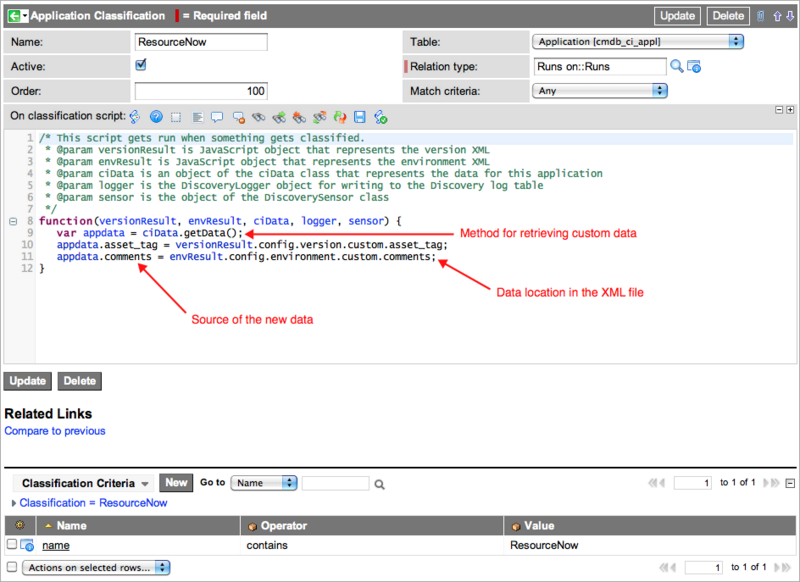 Application Classification = Required field Update Delete
Name: ResourceNow Table: Application [cmdb_ci_appl]
Active: Relation type: Runs on::Runs
Order: 100 Match criteria: Any
On classification script:
1 /* This script gets run when something gets classified.
2 * @param versionResult is JavaScript object that represents the version XML
3 * @param envResult is JavaScript object that represents the environment XML
4 * @param ciData is an object of the ciData class that represents the data for this application
5 * @param logger is the DiscoveryLogger object for writing to the Discovery log table
6 * @param sensor is the object of the DiscoverySensor class
7 */
8 function(versionResult, envResult, ciData, logger, sensor) {
9 var appdata = ciData.getData();
Method for retrieving custom data
10 appdata.asset_tag = versionResult.config.version.custom.asset_tag;
11 appdata.comments = envResult.config.environment.custom.comments;
12 }
Data location in the XML file
Source of the new data
Update Delete
Related Links
Compare to previous
Classification Criteria New Go to Name 1 to 1 of 1
Classification = ResourceNow
Name Operator Value
name contains ResourceNow
Actions on selected rows... 1 to 1 of 1